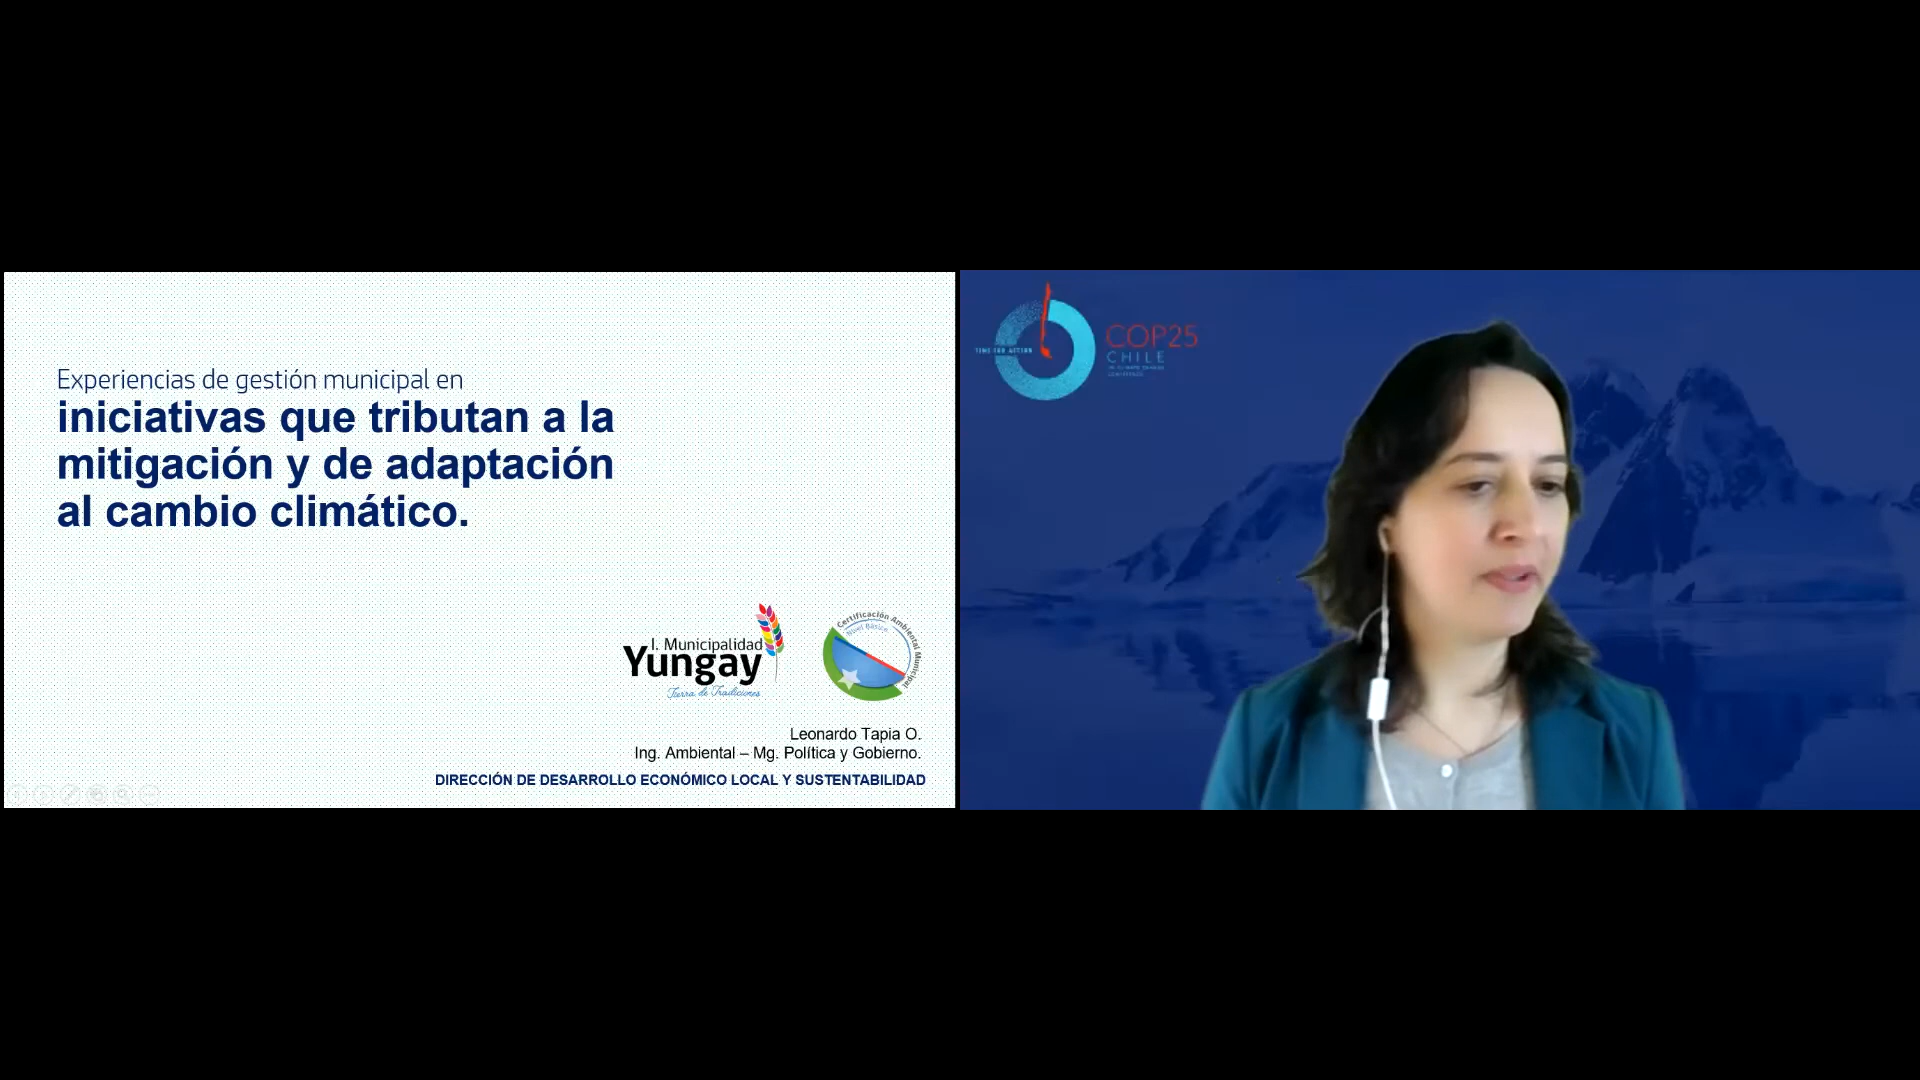 Experiencias de gestión municipal en
iniciativas que tributan a la
mitigación y de adaptación
al cambio climático.
I. Municipalidad
Yungay
Tierra de Tradiciones
Certificación Ambiental Municipal
Nivel Básico
Leonardo Tapia O.
Ing. Ambiental – Mg. Política y Gobierno.
DIRECCIÓN DE DESARROLLO ECONÓMICO LOCAL Y SUSTENTABILIDAD
TIME FOR ACTION
COP25
CHILE